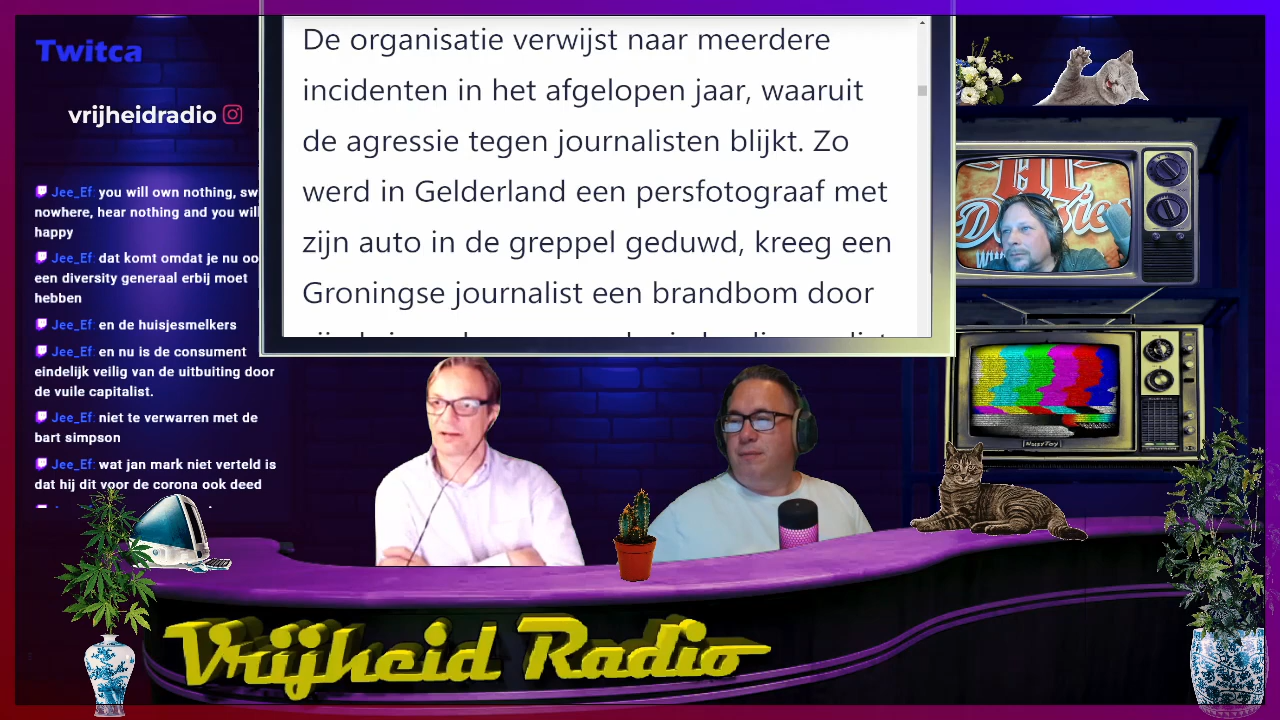 De organisatie verwijst naar meerdere
incidenten in het afgelopen jaar, waaruit
de agressie tegen journalisten blijkt. Zo
werd in Gelderland een persfotograaf met
zijn auto in de greppel geduwd, kreeg een
Groningse journalist een brandbom door
Twitca
vrijheidradio
Jee_Ef: you will own nothing,
nowhere, hear nothing and you will
happy
Jee_Ef: dat komt omdat je nu
een diversity generaal erbij moet
hebben
Jee_Ef: en de huisjesmelkers
Jee_Ef: en nu is de consument
eindelijk veilig van de uitbuiting door
de vuile capitalist.
Jee_Ef: niet te verwarren met de
bart simpson
Jee_Ef: wat jan mark niet verteld is
dat hij dit voor de corona ook deed
Vrijheid Radio